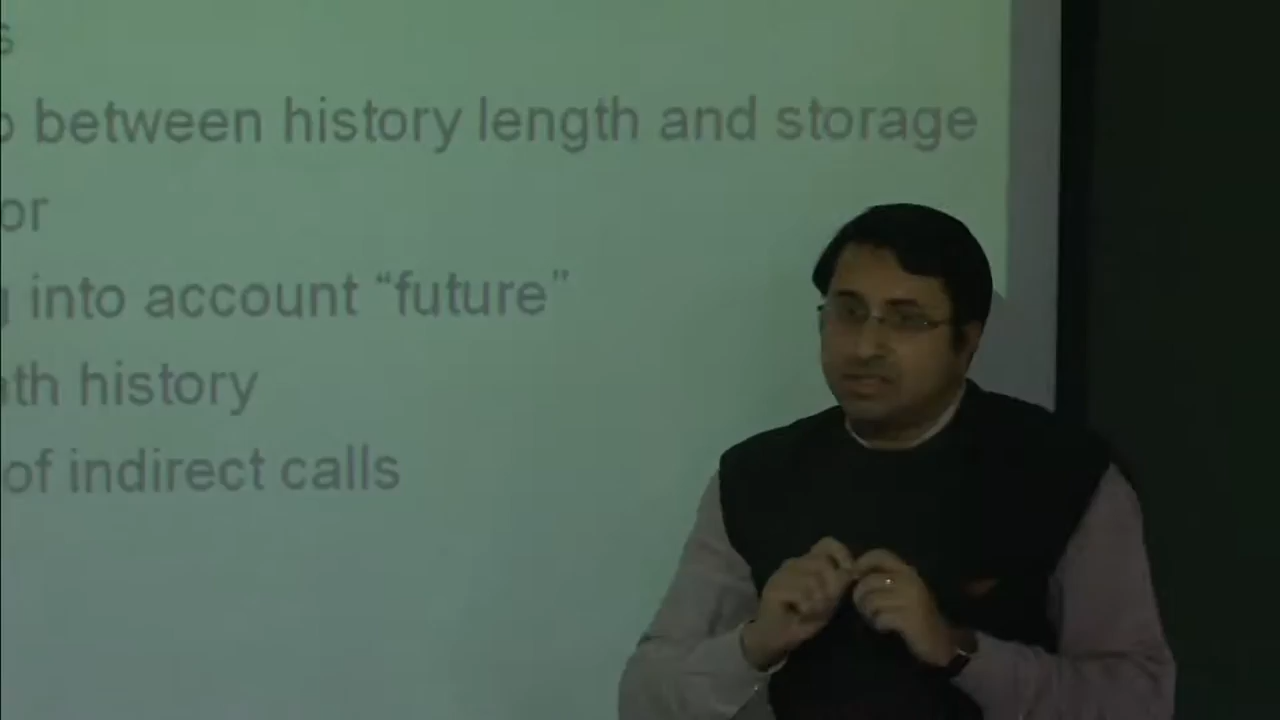 s
between history length and storage
or
into account “future”
ath history
of indirect calls